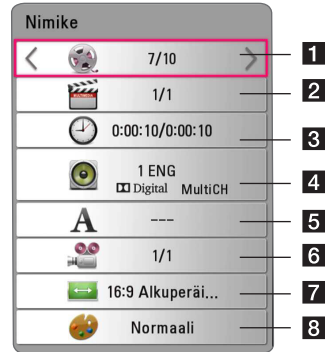 Nimike
7/10 1
1/1 2
0:00:10/0:00:10 3
1 ENG
Digital MultiCH 4
A --- 5
1/1 6
16:9 Alkuperäi... 7
Normaali 8